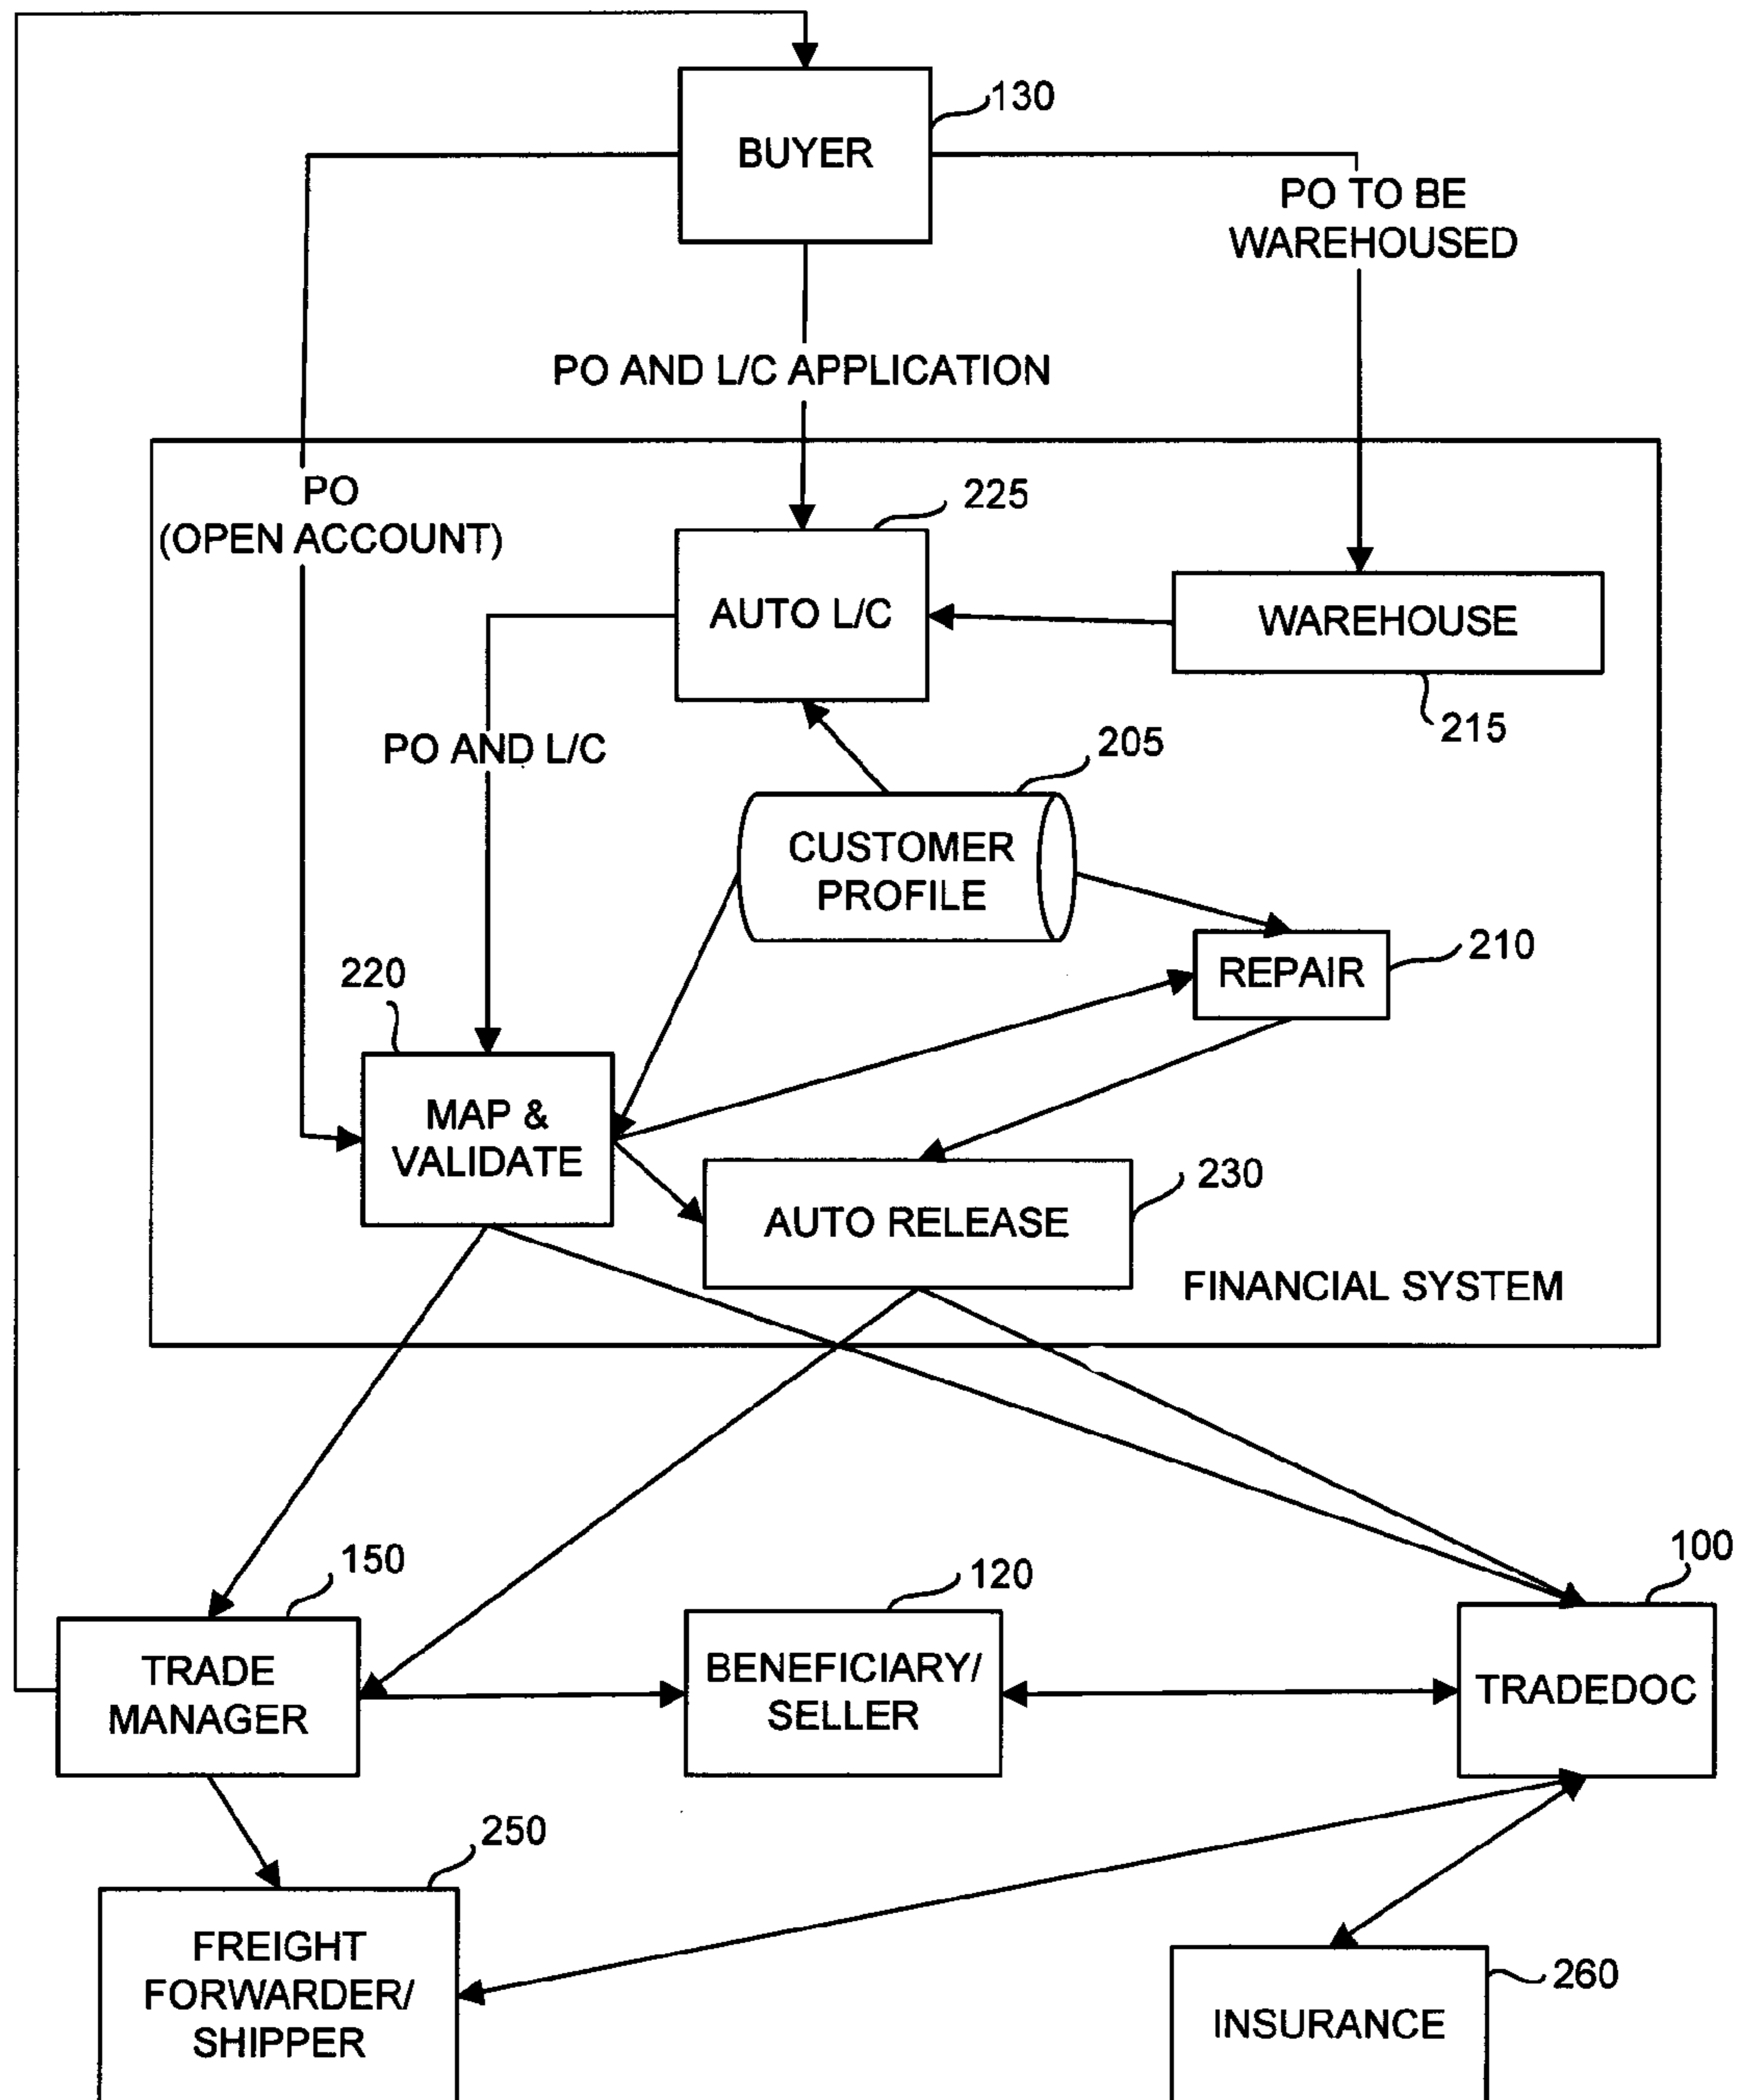 130
BUYER
PO TO BE
WAREHOUSED
PO AND L/C APPLICATION
PO
(OPEN ACCOUNT)
225
AUTO L/C
WAREHOUSE
215
PO AND L/C
205
CUSTOMER
PROFILE
210
REPAIR
220
MAP &
VALIDATE
230
AUTO RELEASE
FINANCIAL SYSTEM
150
TRADE
MANAGER
120
BENEFICIARY/
SELLER
100
TRADEDOC
250
FREIGHT
FORWARDER/
SHIPPER
260
INSURANCE